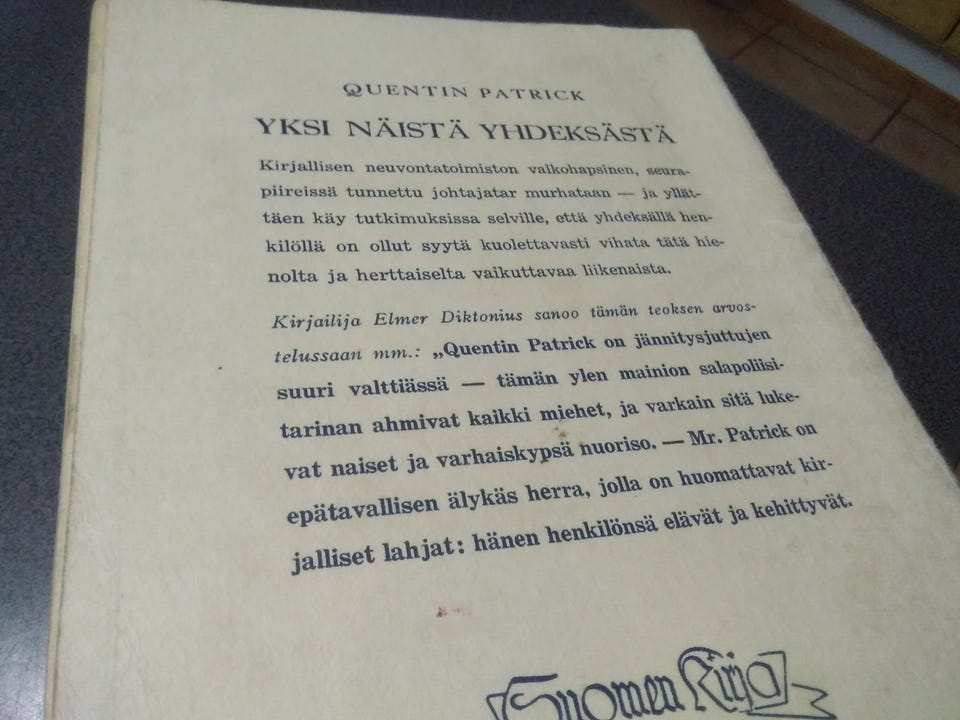 QUENTIN PATRICK
YKSI NÄISTÄ YHDEKSÄSTÄ
Kirjallisen neuvontatoimiston valkohapsinen, seura-
piireissä tunnettu johtajatar murhataan — ja yllät-
täen käy tutkimuksissa selville, että yhdeksällä hen-
kilöllä on ollut syytä kuolettavasti vihata tätä hie-
nolta ja herttaiselta vaikuttavaa liikenaista.
Kirjailija Elmer Diktonius sanoo tämän teoksen arvos-
telussaan mm.: „Quentin Patrick on jännitysjuttujen
suuri valttiässä — tämän ylen mainion salapoliisi-
tarinan ahmivat kaikki miehet, ja varkain sitä luke-
vat naiset ja varhaiskypsä nuoriso. — Mr. Patrick on
epätavallisen älykäs herra, jolla on huomattavat kir-
jalliset lahjat: hänen henkilönsä elävät ja kehittyvät.
Suomen Kirja